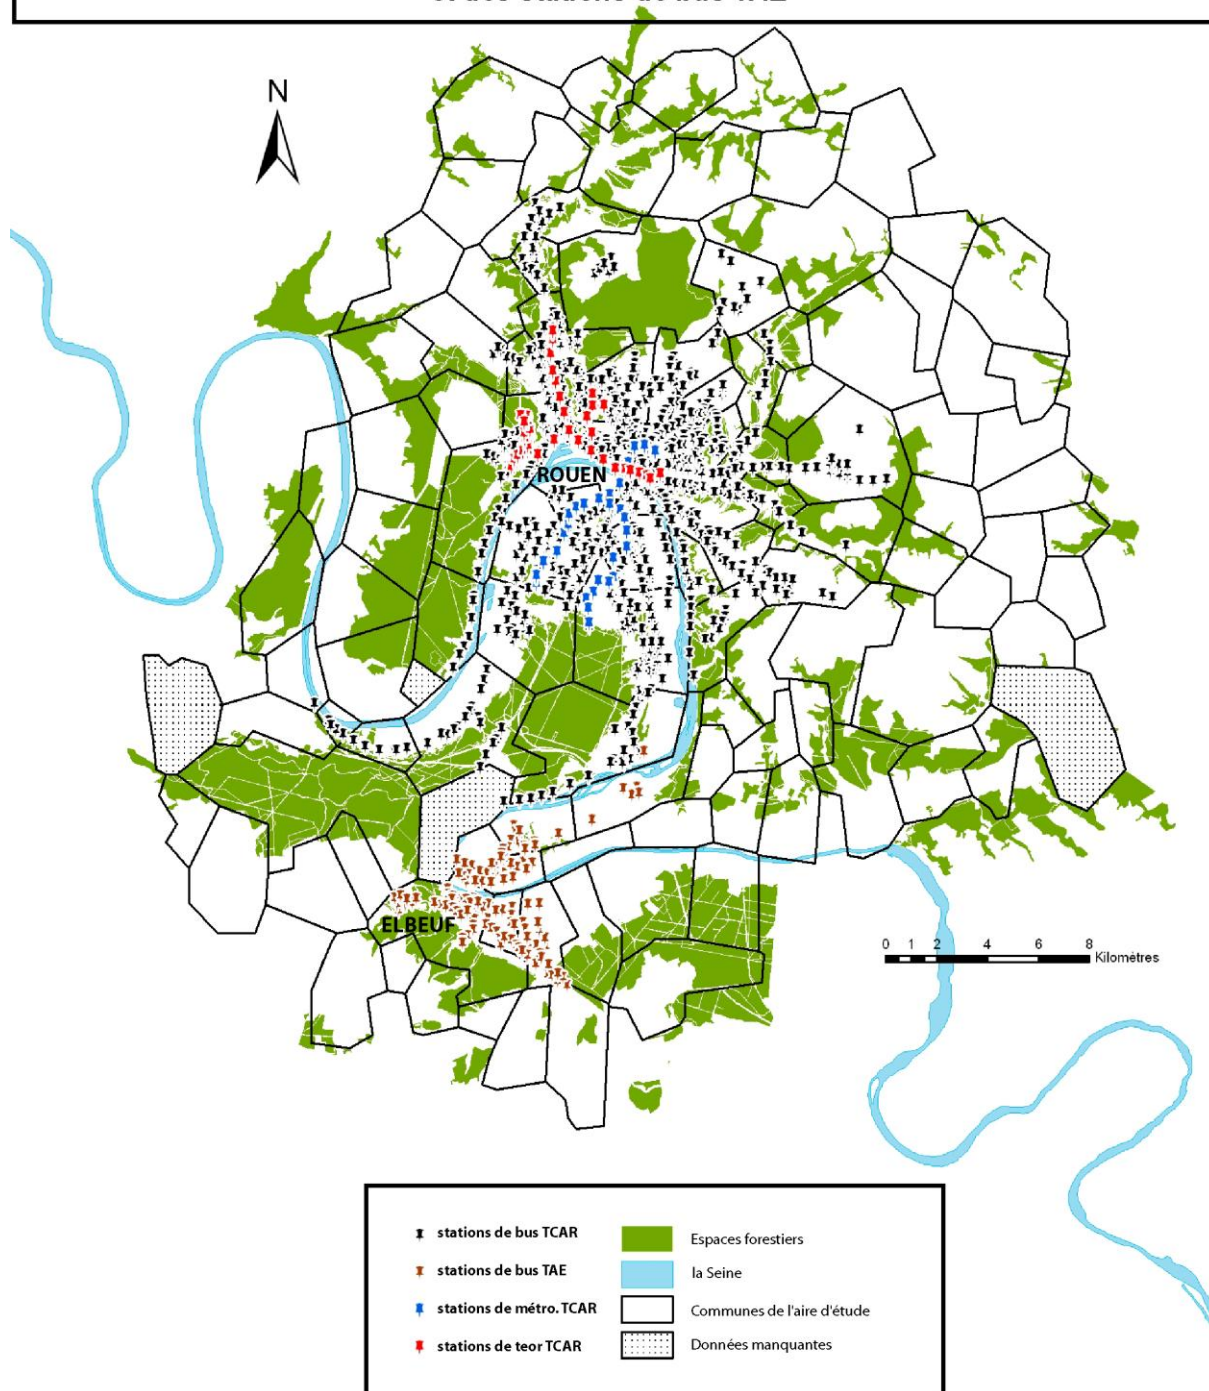 N
ROUEN
ELBEUF
0 1 2 4 6 8
Kilomètres
stations de bus TCAR
stations de bus TAE
stations de métro. TCAR
stations de teor TCAR
Espaces forestiers
la Seine
Communes de l'aire d'étude
Données manquantes